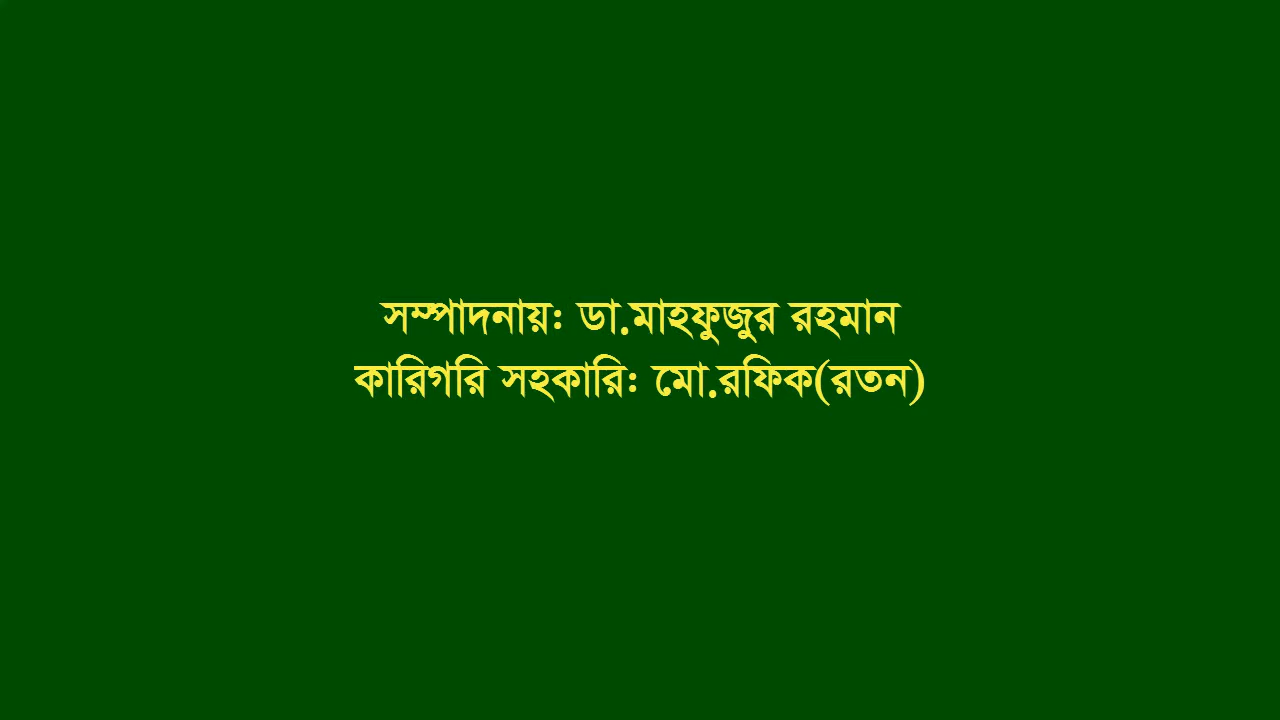 সম্পাদনায়: ডা.মাহফুজুর রহমান
কারিগরি সহকারি: মো.রফিক(রতন)